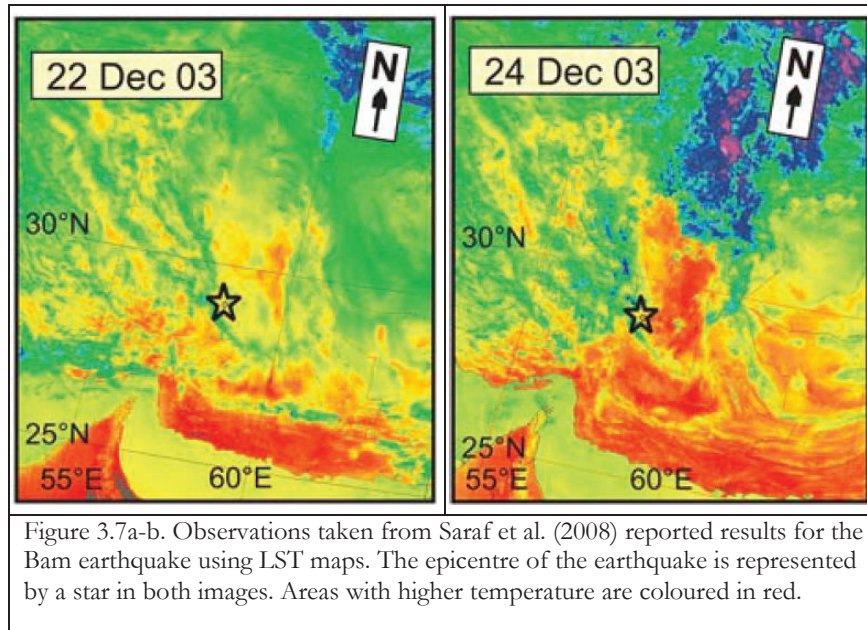 22 Dec 03
N
30°N
25°N
55°E
60°E
24 Dec 03
N
30°N
25°N
55°E
60°E
Figure 3.7a-b. Observations taken from Saraf et al. (2008) reported results for the
Bam earthquake using LST maps. The epicentre of the earthquake is represented
by a star in both images. Areas with higher temperature are coloured in red.